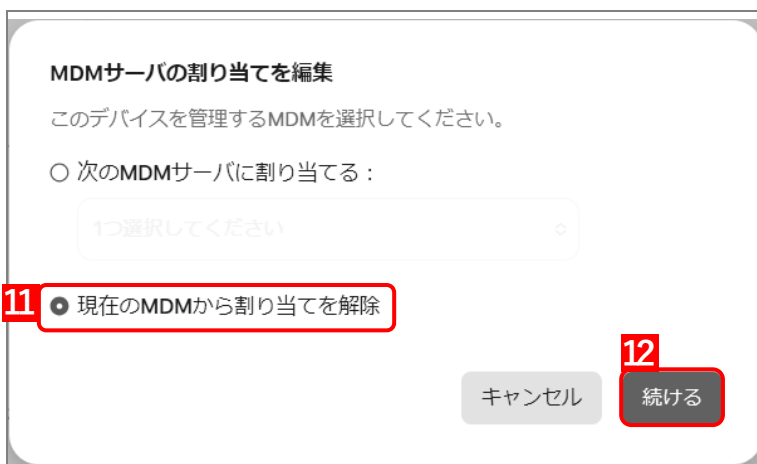 MDMサーバの割り当てを編集
このデバイスを管理するMDMを選択してください。
次のMDMサーバに割り当てる：
1つ選択してください
11 現在のMDMから割り当てを解除
12
キャンセル 続ける